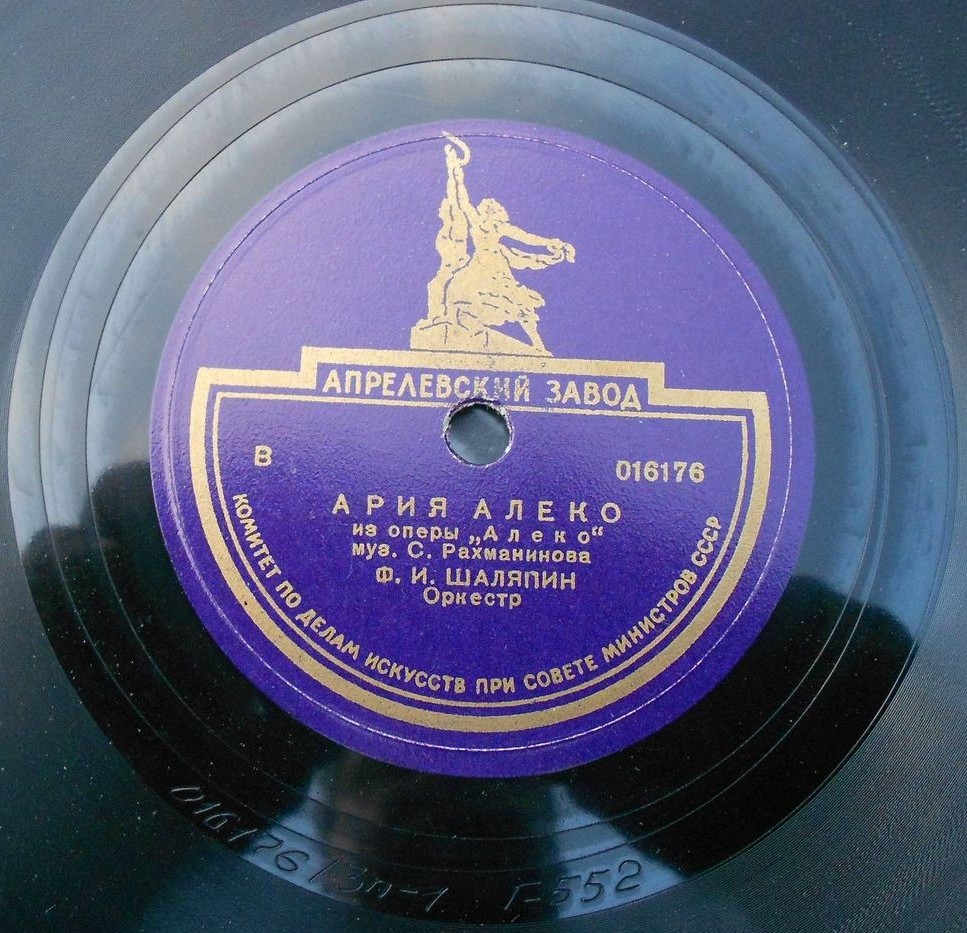 АПРЕЛЕВСКИЙ ЗАВОД
В 016176
АРИЯ АЛЕКО
из оперы „Алеко“
муз. С. Рахманинова
Ф. И. ШАЛЯПИН
Оркестр
КОМИТЕТ ПО ДЕЛАМ ИСКУССТВ ПРИ СОВЕТЕ МИНИСТРОВ СССР
016176/3п-1 Г-552